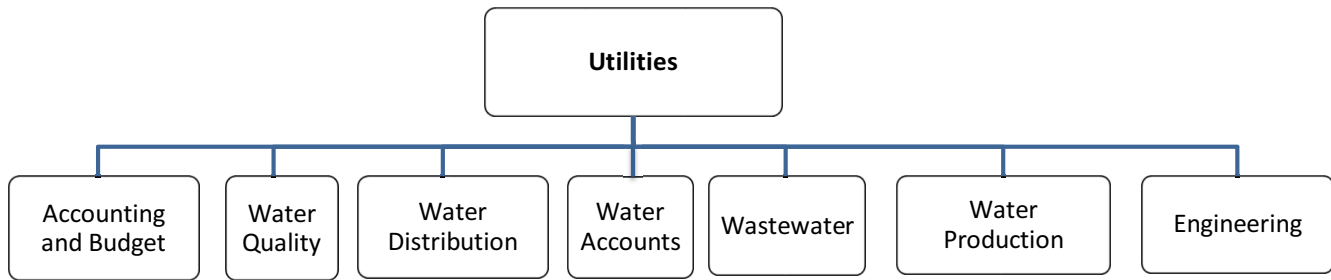 Utilities
Accounting
and Budget
Water
Quality
Water
Distribution
Water
Accounts
Wastewater
Water
Production
Engineering